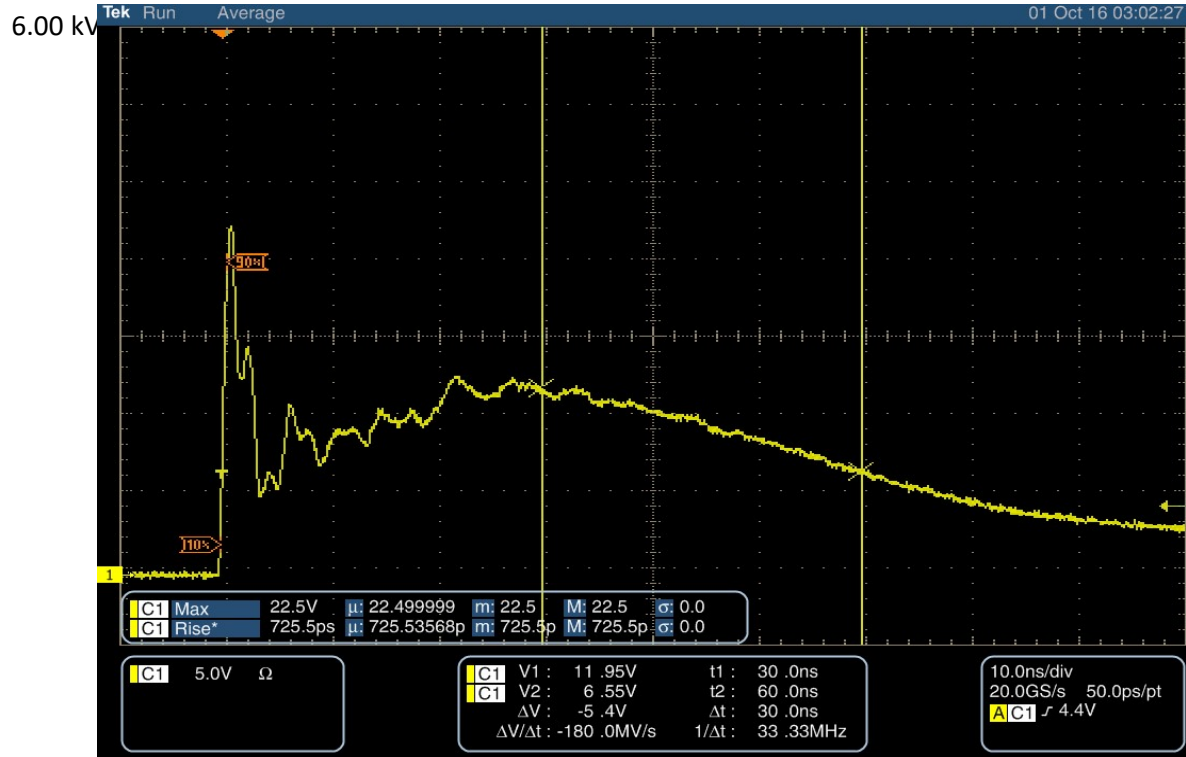 6.00 kV
Tek Run Average 01 Oct 16 03:02:27
90%
10%
1
C1 Max 22.5V μ: 22.499999 m: 22.5 M: 22.5 σ: 0.0
C1 Rise* 725.5ps μ: 725.53568p m: 725.5p M: 725.5p σ: 0.0
C1 5.0V Ω
C1 V1 : 11 .95V t1 : 30 .0ns
C1 V2 : 6 .55V t2 : 60 .0ns
ΔV : -5 .4V Δt : 30 .0ns
ΔV/Δt : -180 .0MV/s 1/Δt : 33 .33MHz
10.0ns/div
20.0GS/s 50.0ps/pt
A C1 ƒ 4.4V